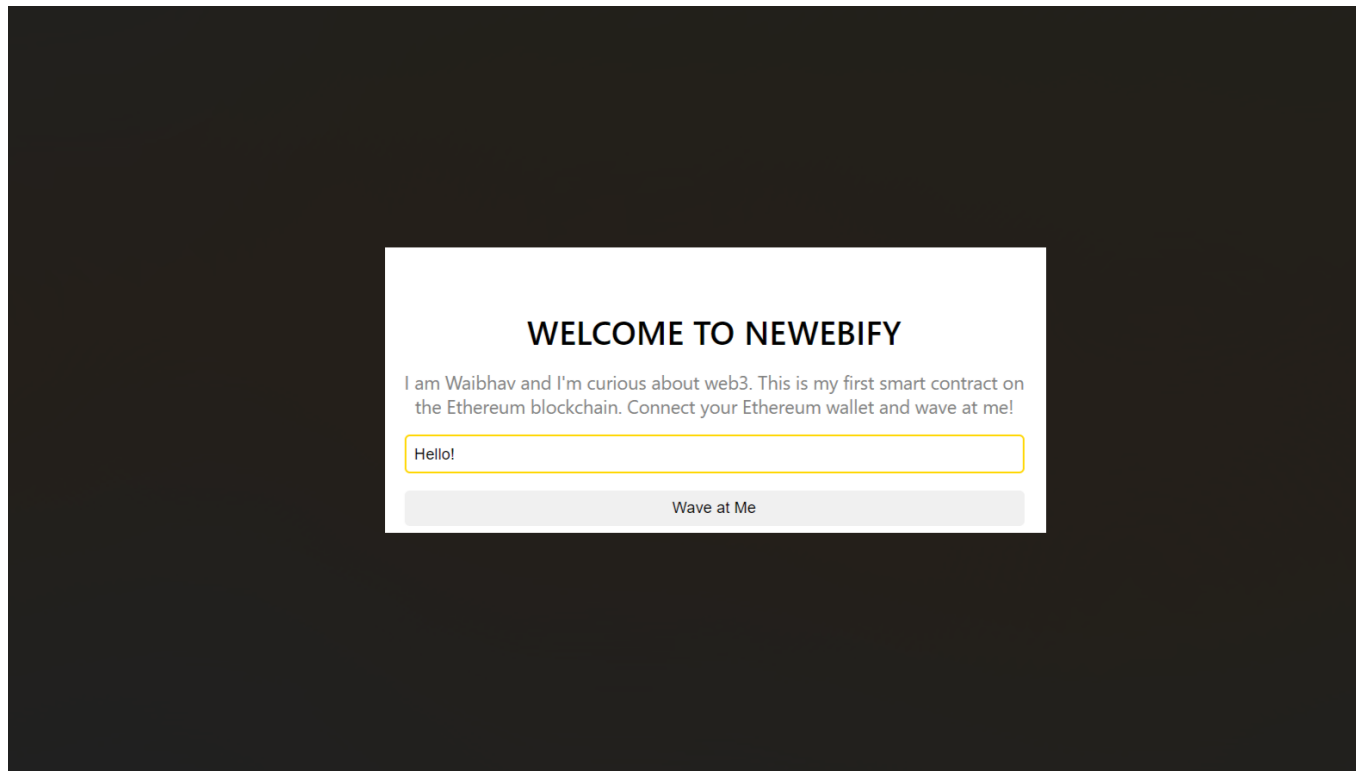 WELCOME TO NEWEBIFY
I am Waibhav and I'm curious about web3. This is my first smart contract on
the Ethereum blockchain. Connect your Ethereum wallet and wave at me!
Hello!
Wave at Me